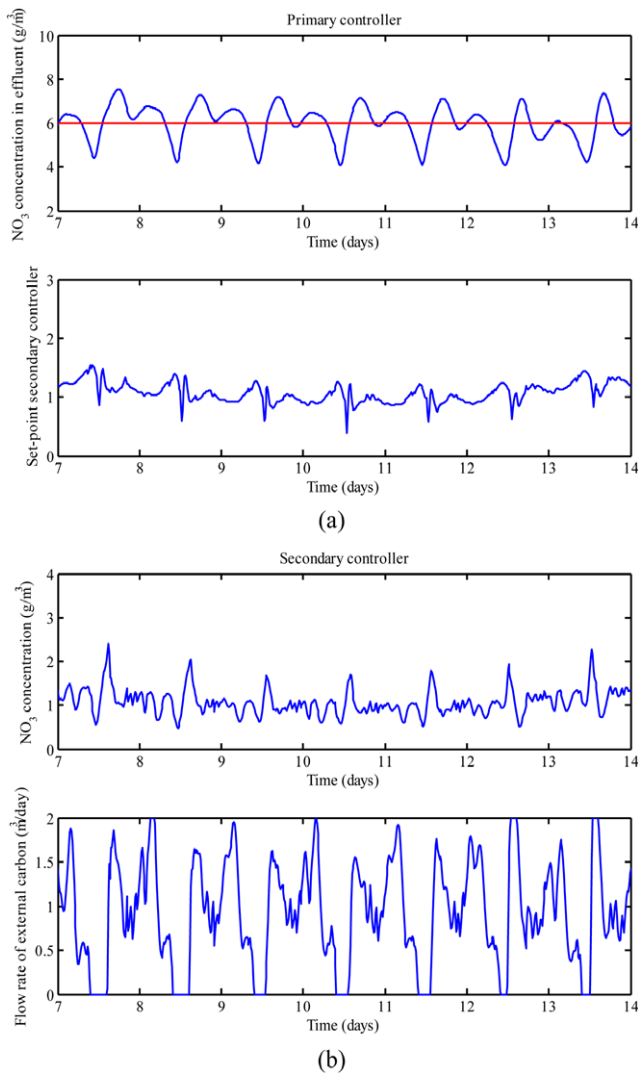 Primary controller
NO3 concentration in effluent (g/m3)
10
8
6
4
2
7 8 9 10 11 12 13 14
Time (days)
Set-point secondary controller
3
2
1
0
7 8 9 10 11 12 13 14
Time (days)
(a)
Secondary controller
NO3 concentration (g/m3)
4
3
2
1
0
7 8 9 10 11 12 13 14
Time (days)
Flow rate of external carbon (m3/day)
2
1.5
1
0.5
0
7 8 9 10 11 12 13 14
Time (days)
(b)